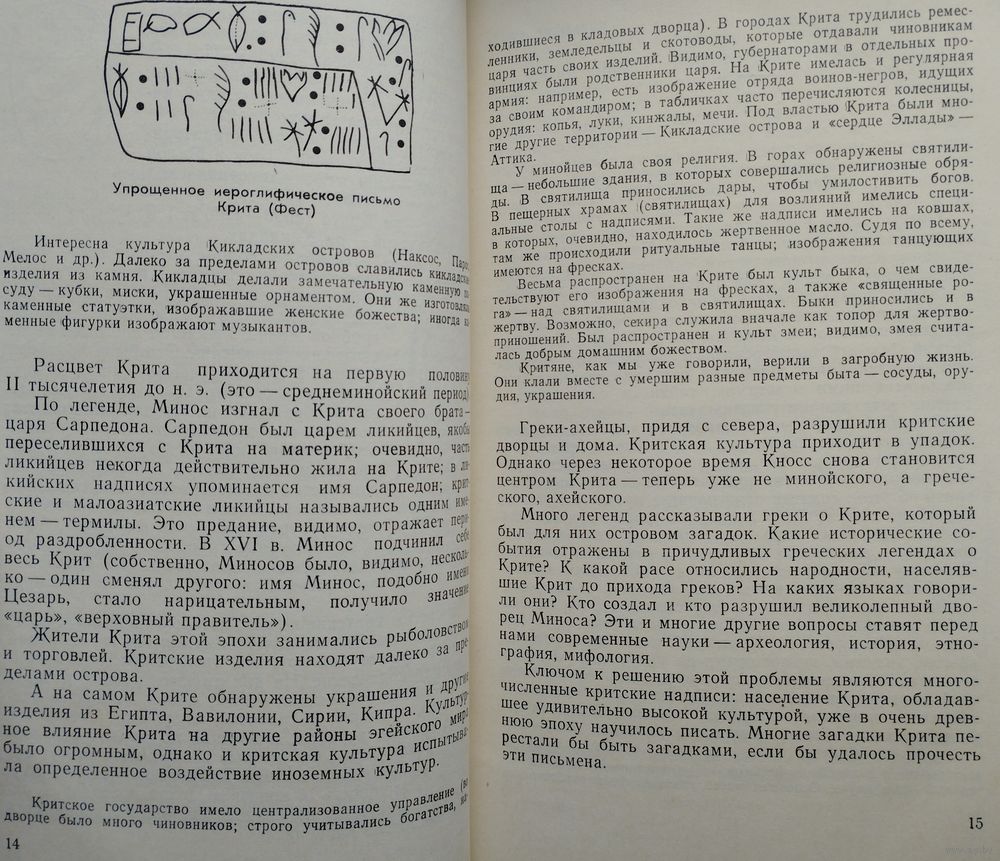 Упрощенное иероглифическое письмо
Крита (Фест)
Интересна культура Кикладских островов (Наксос, Парос,
Мелос и др.). Далеко за пределами островов славились кикладские
изделия из камня. Кикладцы делали замечательную каменную по-
суду — кубки, миски, украшенные орнаментом. Они же изготовляли
каменные статуэтки, изображавшие женские божества; иногда ка-
менные фигурки изображают музыкантов.
Расцвет Крита приходится на первую половину
II тысячелетия до н. э. (это — среднеминойский период)
По легенде, Минос изгнал с Крита своего брата —
царя Сарпедона. Сарпедон был царем ликийцев, якобы
переселившихся с Крита на материк; очевидно, часть
ликийцев некогда действительно жила на Крите; в ли-
кийских надписях упоминается имя Сарпедон; крит-
ские и малоазиатские ликийцы назывались одним име-
нем — термилы. Это предание, видимо, отражает пери-
од раздробленности. В XVI в. Минос подчинил себе
весь Крит (собственно, Миносов было, видимо, несколь-
ко — один сменял другого: имя Минос, подобно имени
Цезарь, стало нарицательным, получило значение
«царь», «верховный правитель»).
Жители Крита этой эпохи занимались рыболовством
и торговлей. Критские изделия находят далеко за пре-
делами острова.
А на самом Крите обнаружены украшения и другие
изделия из Египта, Вавилонии, Сирии, Кипра. Культур-
ное влияние Крита на другие районы эгейского мира
было огромным, однако и критская культура испытыва-
ла определенное воздействие иноземных культур.
Критское государство имело централизованное управление (во
дворце было много чиновников; строго учитывались богатства, на-
14
ходившиеся в кладовых дворца). В городах Крита трудились ремес-
ленники, земледельцы и скотоводы, которые отдавали чиновникам
царя часть своих изделий. Видимо, губернаторами в отдельных про-
винциях были родственники царя. На Крите имелась и регулярная
армия: например, есть изображение отряда воинов-негров, идущих
за своим командиром; в табличках часто перечисляются колесницы,
орудия: копья, луки, кинжалы, мечи. Под властью Крита были мно-
гие другие территории — Кикладские острова и «сердце Эллады» —
Аттика.
У минойцев была своя религия. В горах обнаружены святили-
ща — небольшие здания, в которых совершались религиозные обря-
ды. В святилища приносились дары, чтобы умилостивить богов.
В пещерных храмах (святилищах) для возлияний имелись специ-
альные столы с надписями. Такие же надписи имелись на ковшах,
в которых, очевидно, находилось жертвенное масло. Судя по всему,
там же происходили ритуальные танцы; изображения танцующих
имеются на фресках.
Весьма распространен на Крите был культ быка, о чем свиде-
тельствуют его изображения на фресках, а также «священные ро-
га» — над святилищами и в святилищах. Быки приносились и в
жертву. Возможно, секира служила вначале как топор для жертво-
приношений. Был распространен и культ змеи; видимо, змея счита-
лась добрым домашним божеством.
Критяне, как мы уже говорили, верили в загробную жизнь.
Они клали вместе с умершим разные предметы быта — сосуды, ору-
дия, украшения.
Греки-ахейцы, придя с севера, разрушили критские
дворцы и дома. Критская культура приходит в упадок.
Однако через некоторое время Кносс снова становится
центром Крита — теперь уже не минойского, а грече-
ского, ахейского.
Много легенд рассказывали греки о Крите, который
был для них островом загадок. Какие исторические со-
бытия отражены в причудливых греческих легендах о
Крите? К какой расе относились народности, населяв-
шие Крит до прихода греков? На каких языках говори-
ли они? Кто создал и кто разрушил великолепный дво-
рец Миноса? Эти и многие другие вопросы ставят перед
нами современные науки — археология, история, этно-
графия, мифология.
Ключом к решению этой проблемы являются много-
численные критские надписи: население Крита, обладав-
шее удивительно высокой культурой, уже в очень древ-
нюю эпоху научилось писать. Многие загадки Крита пе-
рестали бы быть загадками, если бы удалось прочесть
эти письмена.
15